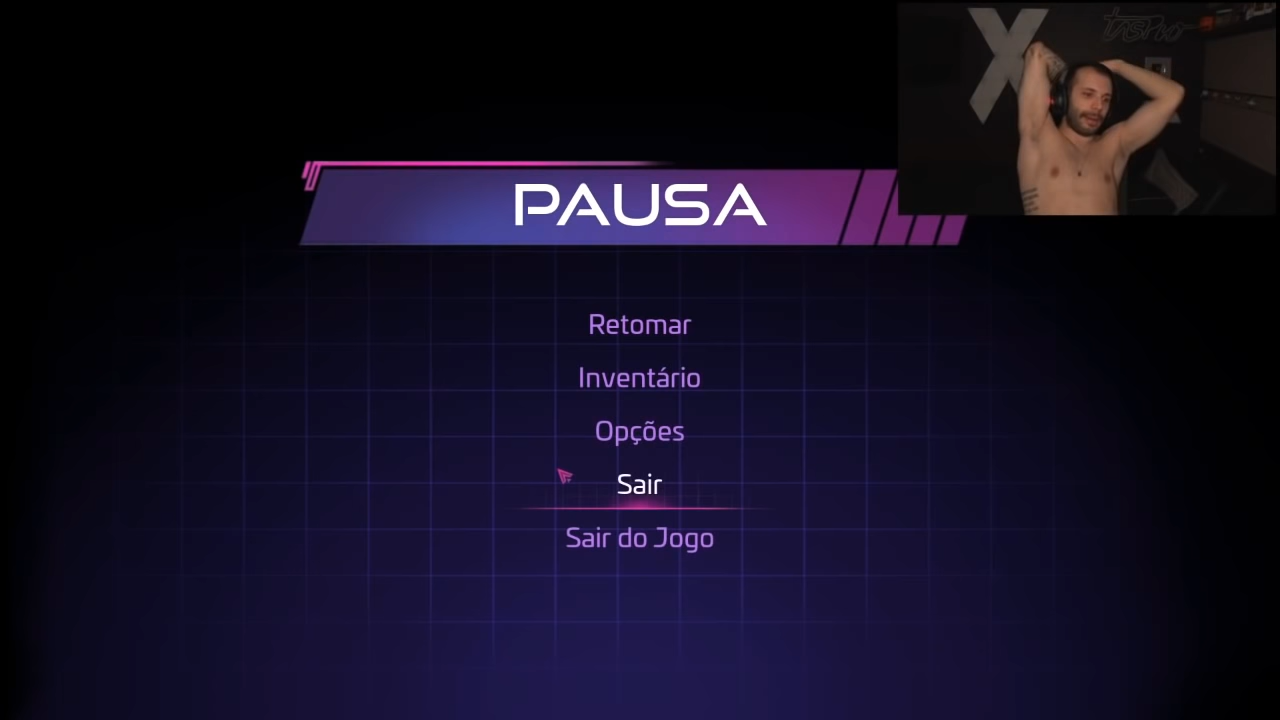 PAUSA
Retomar
Inventário
Opções
Sair
Sair do Jogo